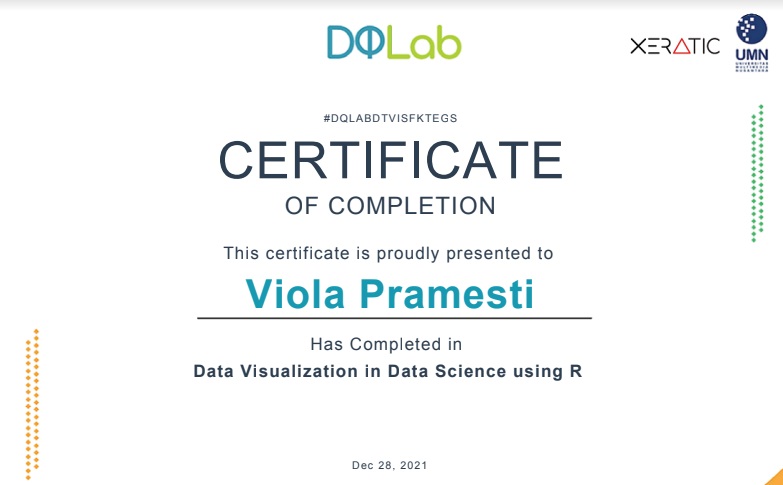 DQLab
XERATIC
UMN
UNIVERSITAS
MULTIMEDIA
NUSANTARA
#DQLABDTVISFKTEGS
CERTIFICATE
OF COMPLETION
This certificate is proudly presented to
Viola Pramesti
Has Completed in
Data Visualization in Data Science using R
Dec 28, 2021